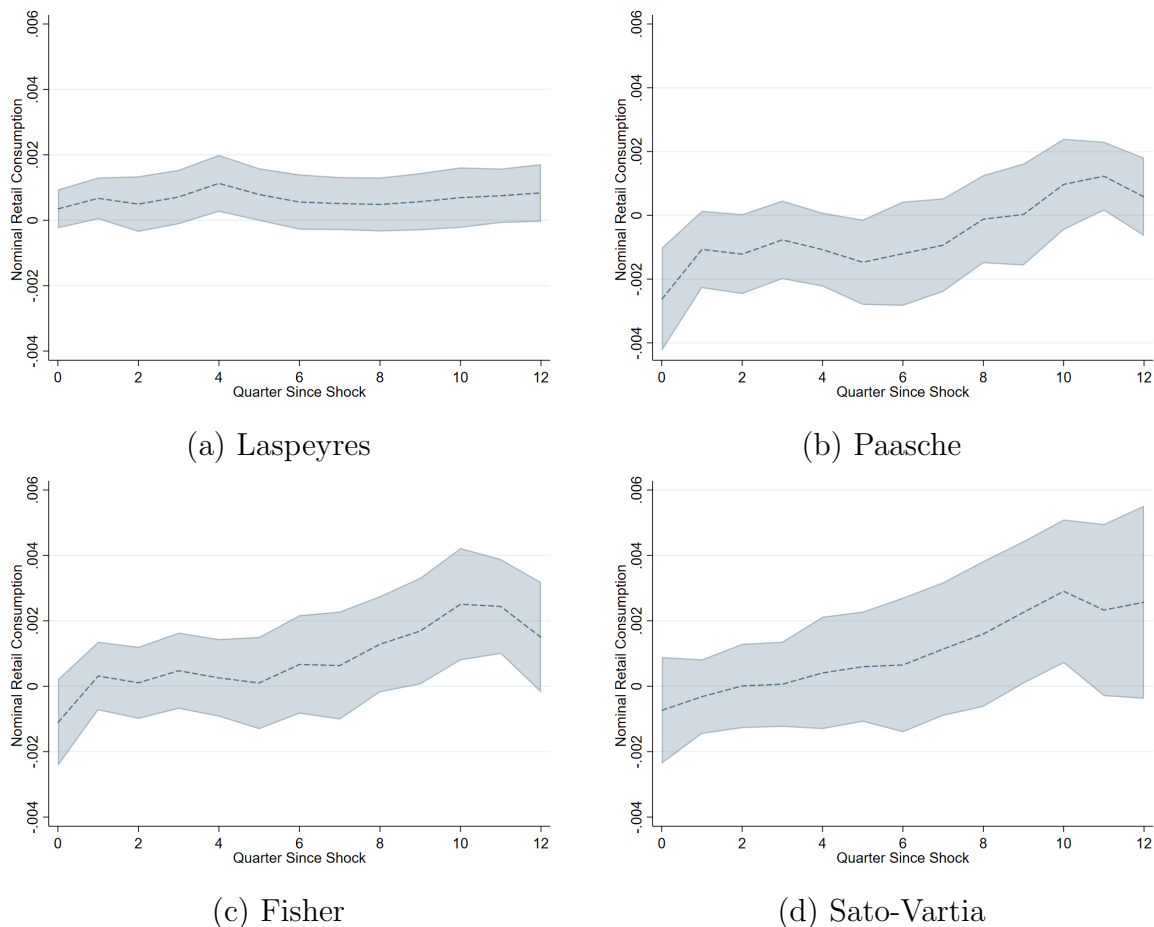 .006
.004
.002
0
-.002
-.004
Nominal Retail Consumption
0 2 4 6 8 10 12
Quarter Since Shock
(a) Laspeyres
.006
.004
.002
0
-.002
-.004
Nominal Retail Consumption
0 2 4 6 8 10 12
Quarter Since Shock
(b) Paasche
.006
.004
.002
0
-.002
-.004
Nominal Retail Consumption
0 2 4 6 8 10 12
Quarter Since Shock
(c) Fisher
.006
.004
.002
0
-.002
-.004
Nominal Retail Consumption
0 2 4 6 8 10 12
Quarter Since Shock
(d) Sato-Vartia